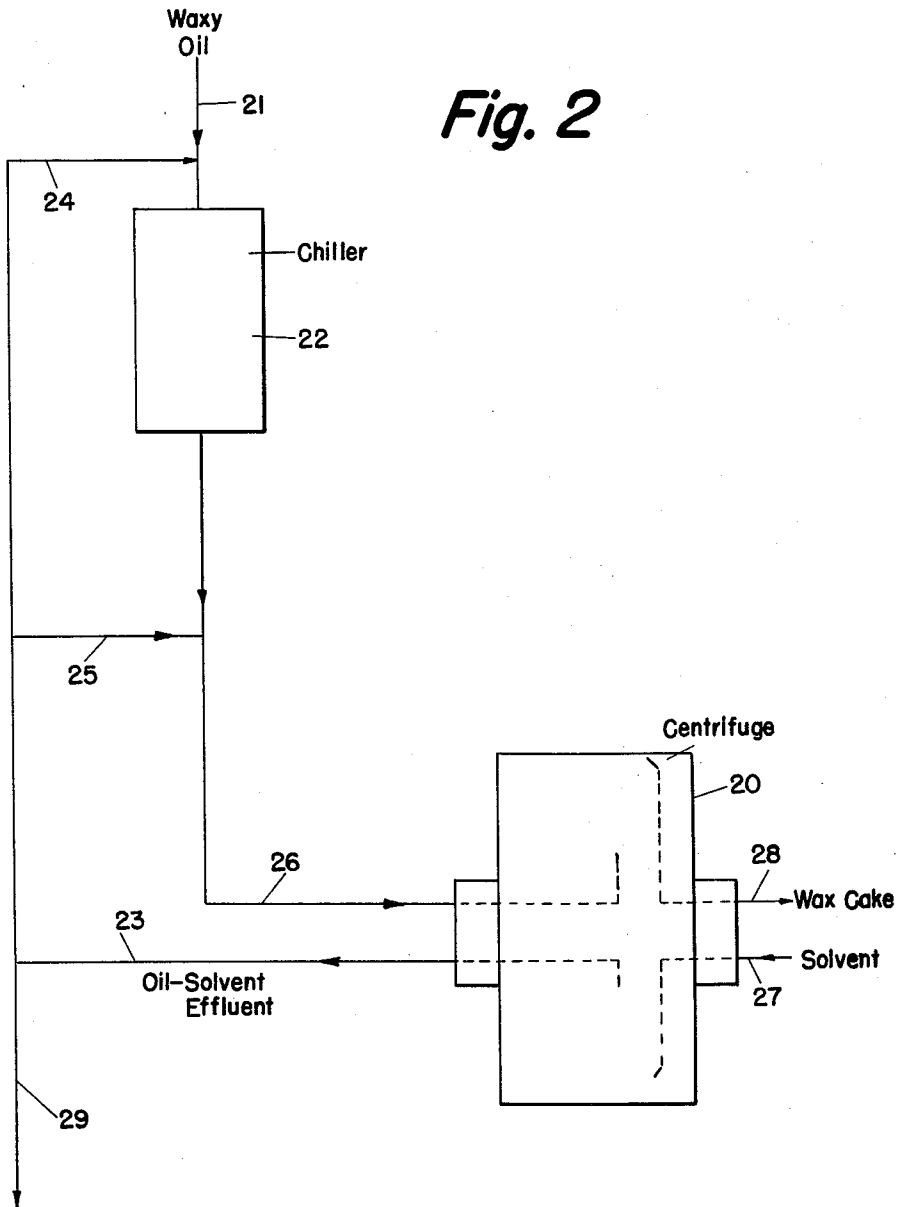 Waxy
Oil
21
Fig. 2
24
Chiller
22
25
Centrifuge
20
26
28
Wax Cake
23
Solvent
27
Oil-Solvent
Effluent
29